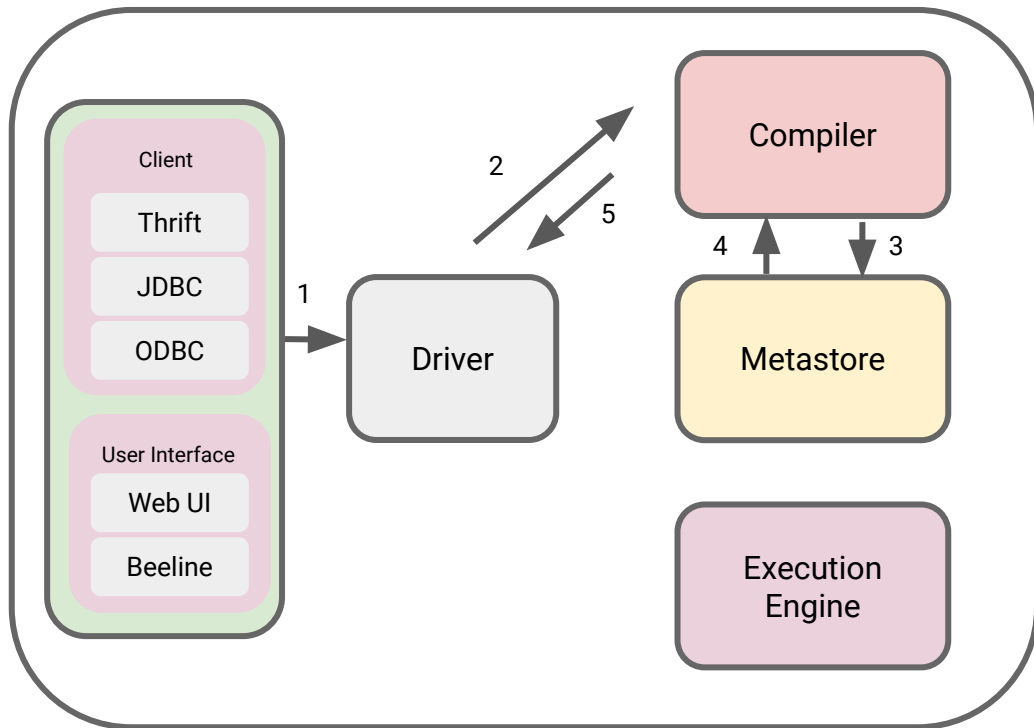 Client
Thrift
JDBC
ODBC
User Interface
Web UI
Beeline
1
Driver
2
5
Compiler
4
3
Metastore
Execution
Engine